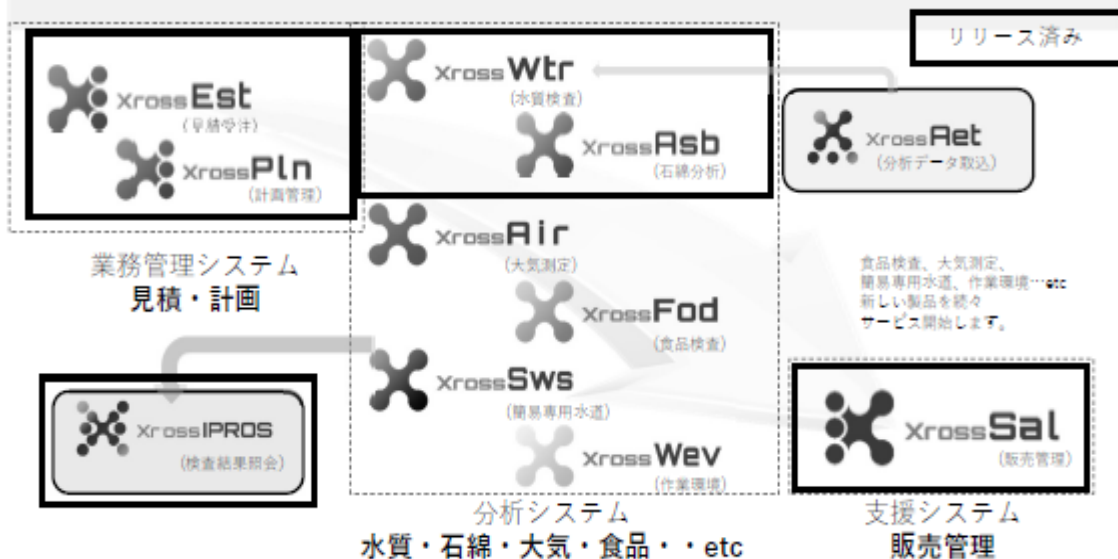 リリース済み
XrossEst
(見積受注)
XrossPln
(計画管理)
業務管理システム
見積・計画
XrossWtr
(水質検査)
XrossAsb
(石綿分析)
XrossAir
(大気測定)
XrossFod
(食品検査)
XrossSws
(簡易専用水道)
XrossWev
(作業環境)
分析システム
水質・石綿・大気・食品・・etc
XrossAet
(分析データ取込)
食品検査、大気測定、
簡易専用水道、作業環境…etc
新しい製品を続々
サービス開始します。
XrossIPROS
(検査結果照会)
XrossSal
(販売管理)
支援システム
販売管理